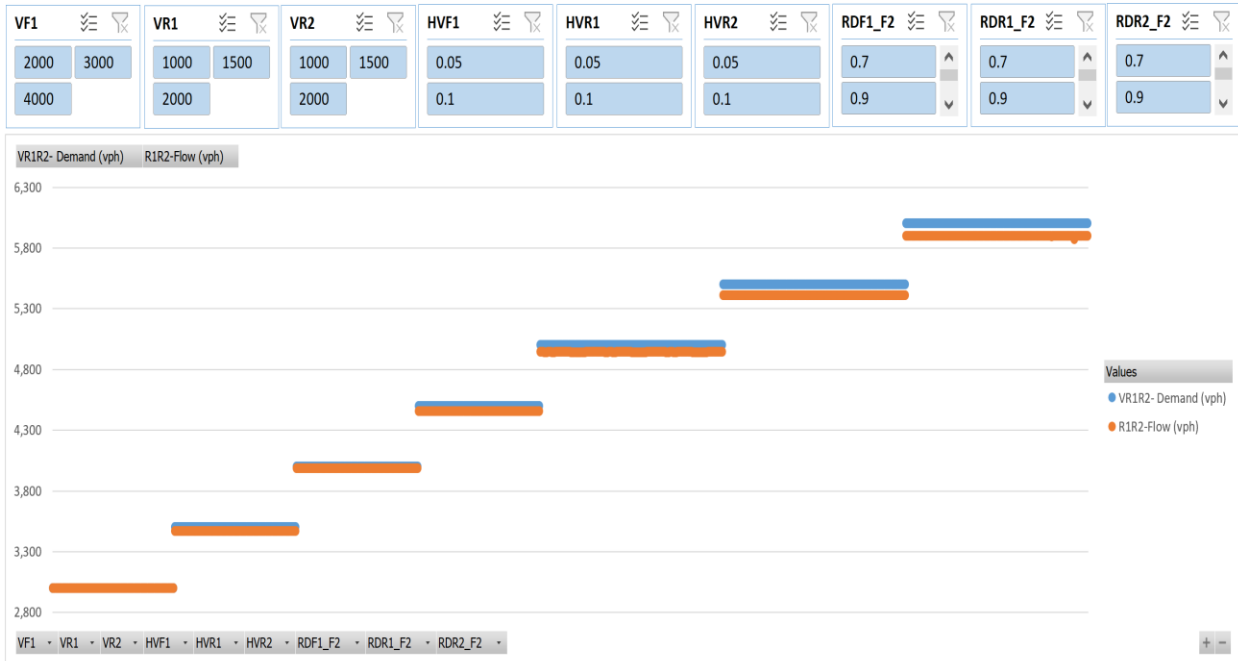 VF1 VR1 VR2 HVF1 HVR1 HVR2 RDF1_F2 RDR1_F2 RDR2_F2
2000 3000 1000 1500 1000 1500 0.05 0.05 0.05 0.7 0.7 0.7
4000 2000 2000 0.1 0.1 0.1 0.9 0.9 0.9
VR1R2- Demand (vph) R1R2-Flow (vph)
6,300
5,800
5,300
4,800
4,300
3,800
3,300
2,800
Values
VR1R2- Demand (vph)
R1R2-Flow (vph)
VF1 VR1 VR2 HVF1 HVR1 HVR2 RDF1_F2 RDR1_F2 RDR2_F2
+ −